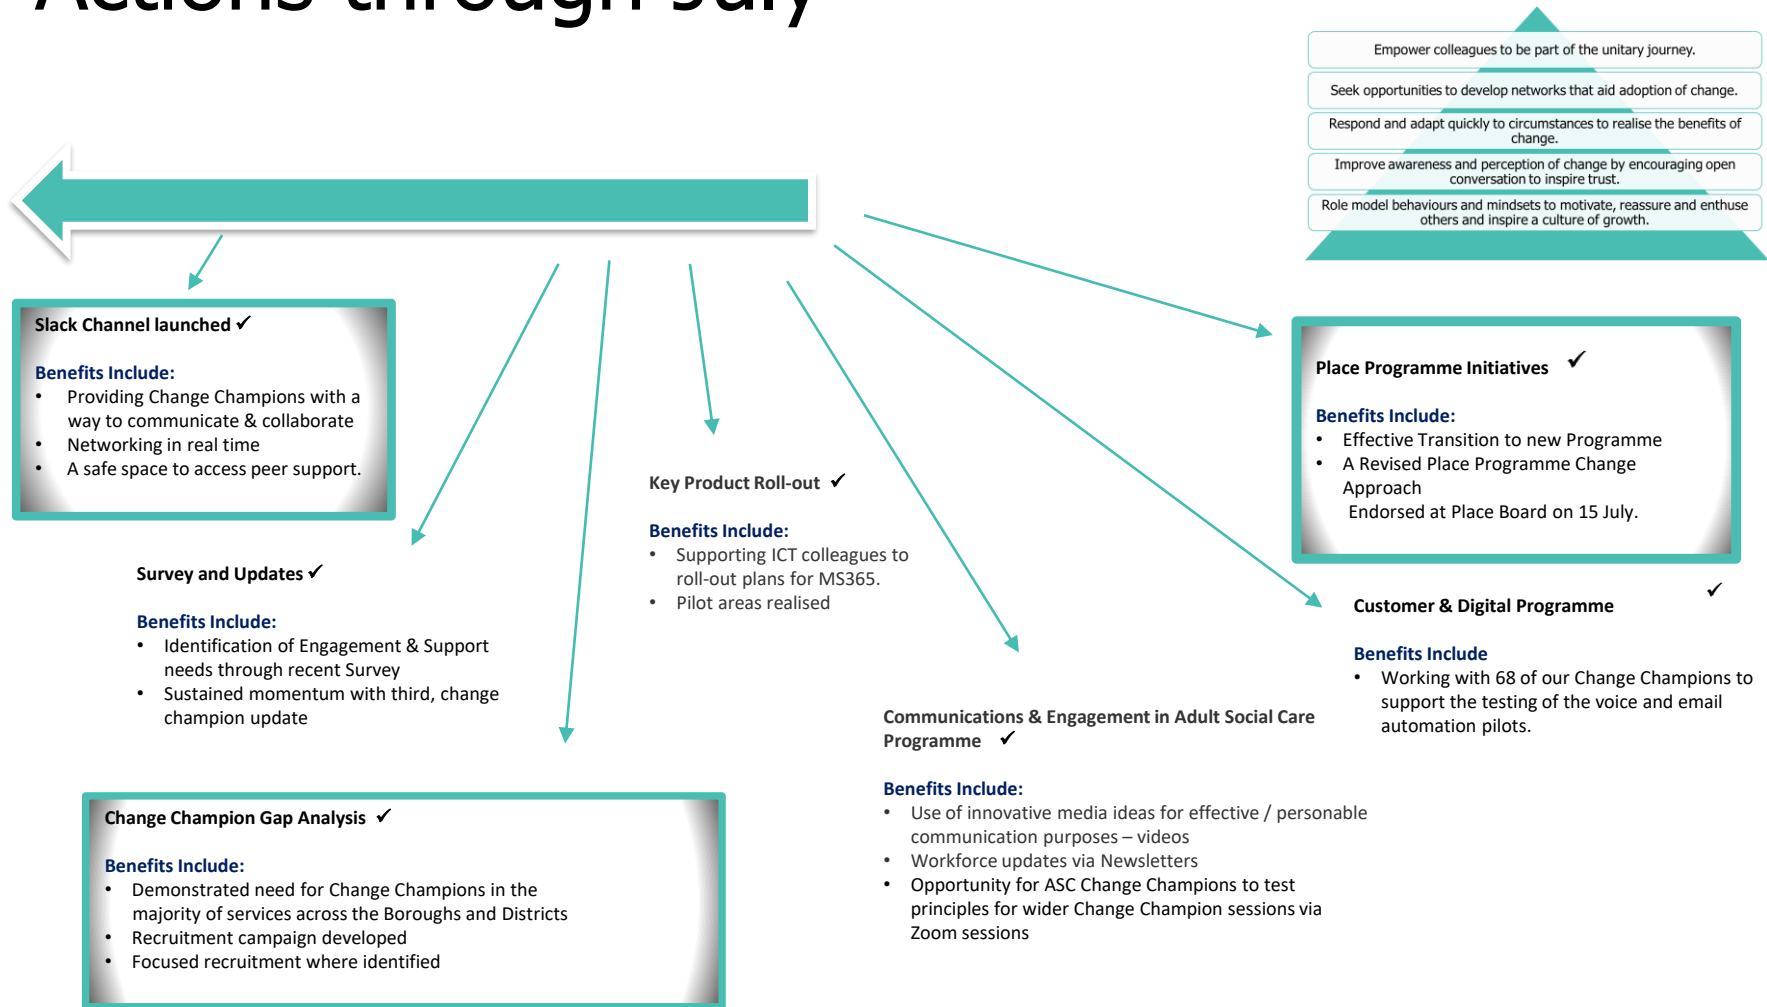 Actions through July
Empower colleagues to be part of the unitary journey.
Seek opportunities to develop networks that aid adoption of change.
Respond and adapt quickly to circumstances to realise the benefits of
change.
Improve awareness and perception of change by encouraging open
conversation to inspire trust.
Role model behaviours and mindsets to motivate, reassure and enthuse
others and inspire a culture of growth.
Slack Channel launched ✓
Benefits Include:
• Providing Change Champions with a
way to communicate & collaborate
• Networking in real time
• A safe space to access peer support.
Survey and Updates ✓
Benefits Include:
• Identification of Engagement & Support
needs through recent Survey
• Sustained momentum with third, change
champion update
Change Champion Gap Analysis ✓
Benefits Include:
• Demonstrated need for Change Champions in the
majority of services across the Boroughs and Districts
• Recruitment campaign developed
• Focused recruitment where identified
Key Product Roll-out ✓
Benefits Include:
• Supporting ICT colleagues to
roll-out plans for MS365.
• Pilot areas realised
Communications & Engagement in Adult Social Care
Programme ✓
Benefits Include:
• Use of innovative media ideas for effective / personable
communication purposes – videos
• Workforce updates via Newsletters
• Opportunity for ASC Change Champions to test
principles for wider Change Champion sessions via
Zoom sessions
Place Programme Initiatives ✓
Benefits Include:
• Effective Transition to new Programme
• A Revised Place Programme Change
Approach
Endorsed at Place Board on 15 July.
Customer & Digital Programme ✓
Benefits Include
• Working with 68 of our Change Champions to
support the testing of the voice and email
automation pilots.